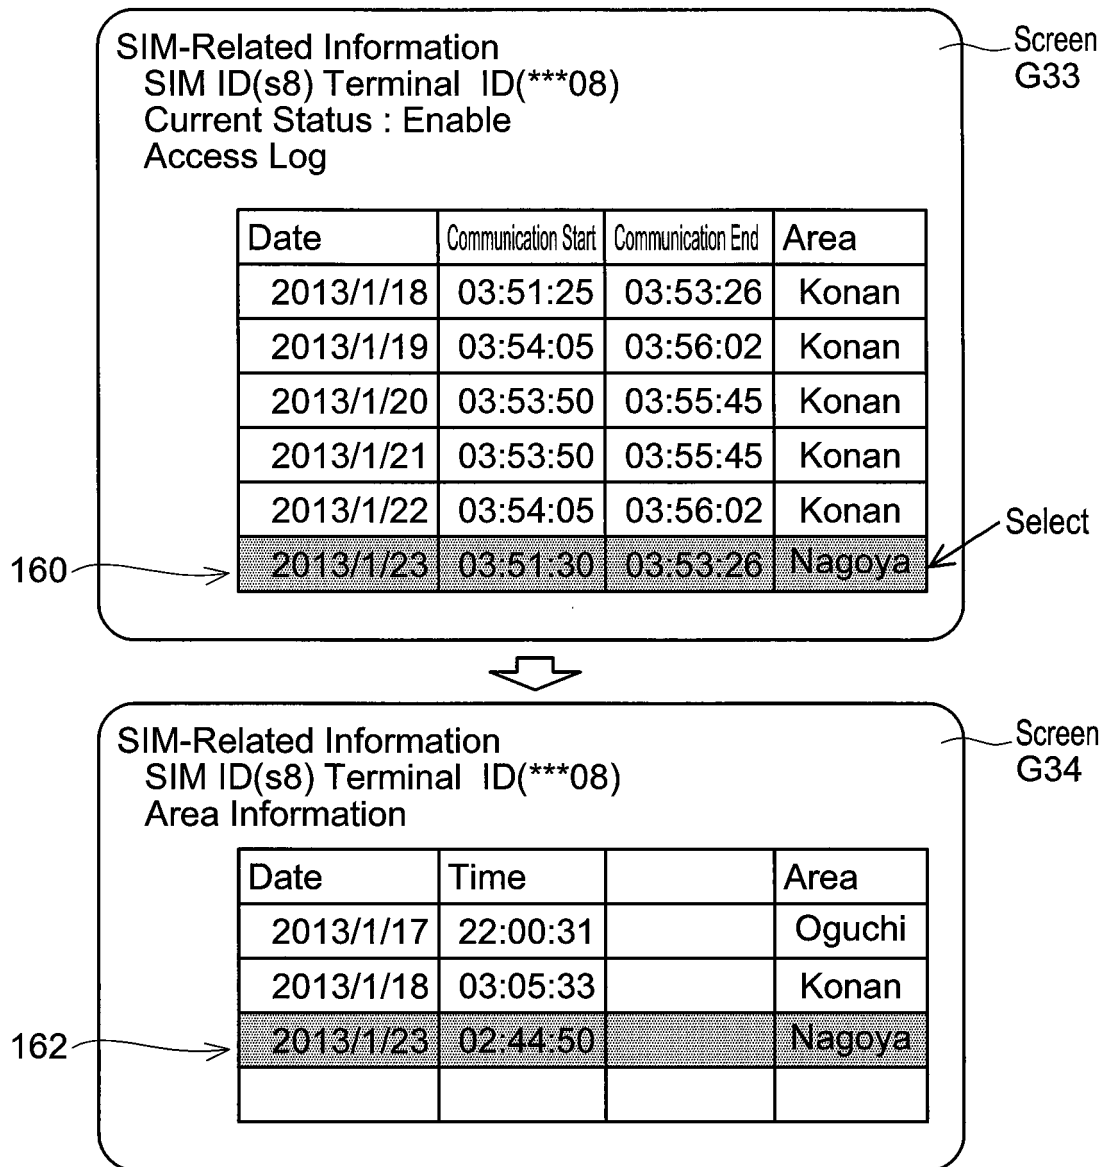 SIM-Related Information
SIM ID(s8) Terminal ID(***08)
Current Status : Enable
Access Log
Screen
G33
Date Communication Start Communication End Area
2013/1/18 03:51:25 03:53:26 Konan
2013/1/19 03:54:05 03:56:02 Konan
2013/1/20 03:53:50 03:55:45 Konan
2013/1/21 03:53:50 03:55:45 Konan
2013/1/22 03:54:05 03:56:02 Konan
Select
160 2013/1/23 03:51:30 03:53:26 Nagoya
SIM-Related Information
SIM ID(s8) Terminal ID(***08)
Area Information
Screen
G34
Date Time Area
2013/1/17 22:00:31 Oguchi
2013/1/18 03:05:33 Konan
162 2013/1/23 02:44:50 Nagoya